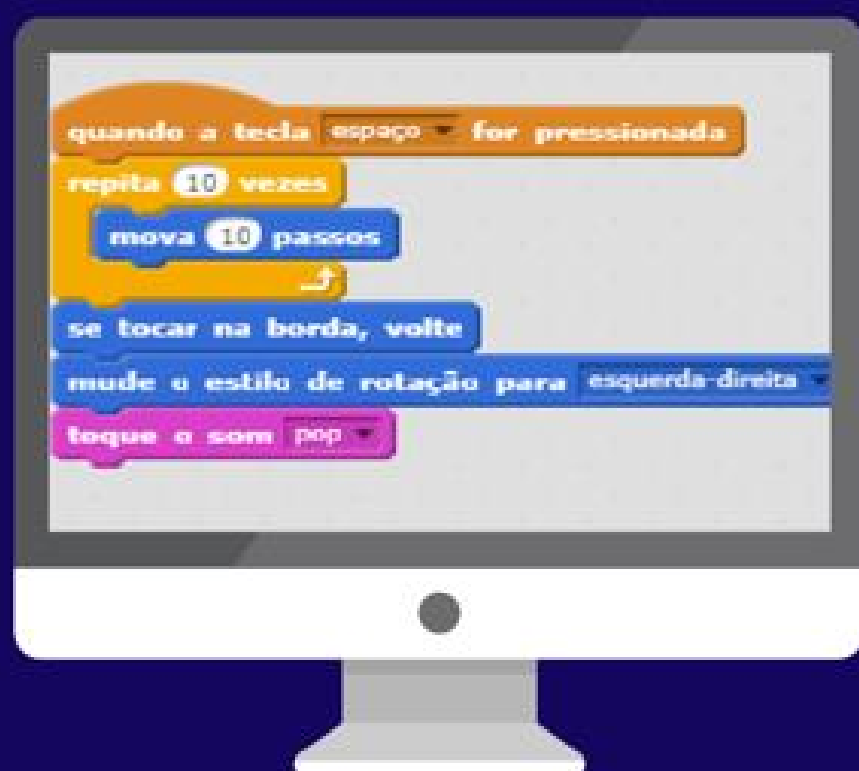 quando a tecla espaço for pressionada
repita 10 vezes
mova 10 passos
se tocar na borda, volte
mude o estilo de rotação para esquerda-direita
toque o som pop